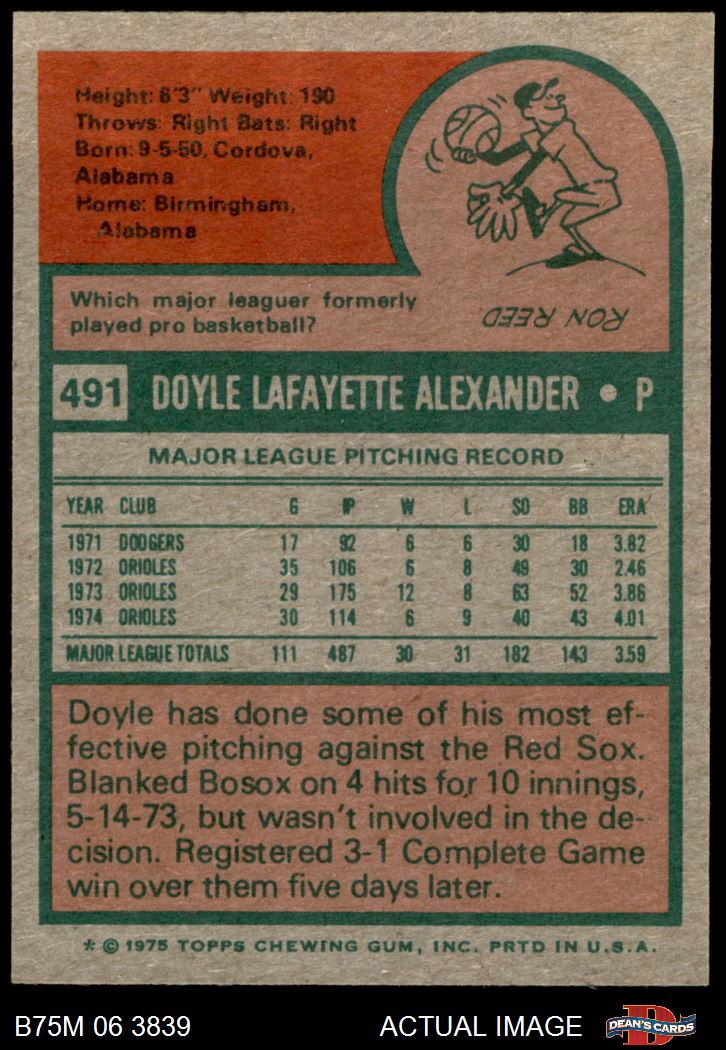 Height: 6'3" Weight: 190
Throws: Right Bats: Right
Born: 9-5-50, Cordova,
Alabama
Home: Birmingham,
Alabama
Which major leaguer formerly
played pro basketball?
RON REED
491 DOYLE LAFAYETTE ALEXANDER • P
MAJOR LEAGUE PITCHING RECORD
YEAR CLUB G IP W L SO BB ERA
1971 DODGERS 17 92 6 6 30 18 3.82
1972 ORIOLES 35 106 6 8 49 30 2.46
1973 ORIOLES 29 175 12 8 63 52 3.86
1974 ORIOLES 30 114 6 9 40 43 4.01
MAJOR LEAGUE TOTALS 111 487 30 31 182 143 3.59
Doyle has done some of his most ef-
fective pitching against the Red Sox.
Blanked Bosox on 4 hits for 10 innings,
5-14-73, but wasn't involved in the de-
cision. Registered 3-1 Complete Game
win over them five days later.
* © 1975 TOPPS CHEWING GUM, INC. PRTD IN U.S.A.
B75M 06 3839 ACTUAL IMAGE DEAN'S CARDS